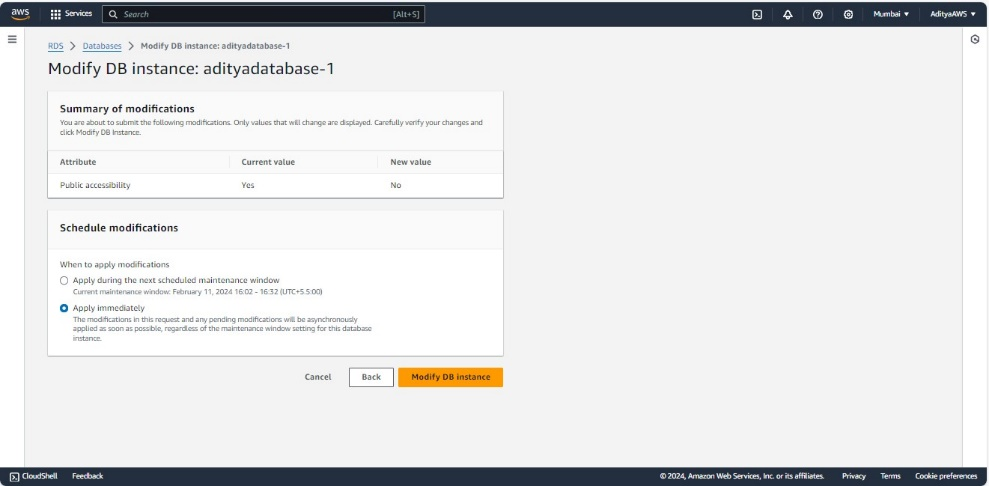 aws Services Search [Alt+S] Mumbai ▼ AdityaAWS ▼
RDS > Databases > Modify DB instance: adityadatabase-1
Modify DB instance: adityadatabase-1
Summary of modifications
You are about to submit the following modifications. Only values that will change are displayed. Carefully verify your changes and
click Modify DB Instance.
Attribute Current value New value
Public accessibility Yes No
Schedule modifications
When to apply modifications
Apply during the next scheduled maintenance window
Current maintenance window: February 11, 2024 16:02 - 16:32 (UTC+5.5:00)
Apply immediately
The modifications in this request and any pending modifications will be asynchronously
applied as soon as possible, regardless of the maintenance window setting for this database
instance.
Cancel Back Modify DB instance
CloudShell Feedback © 2024, Amazon Web Services, Inc. or its affiliates. Privacy Terms Cookie preferences